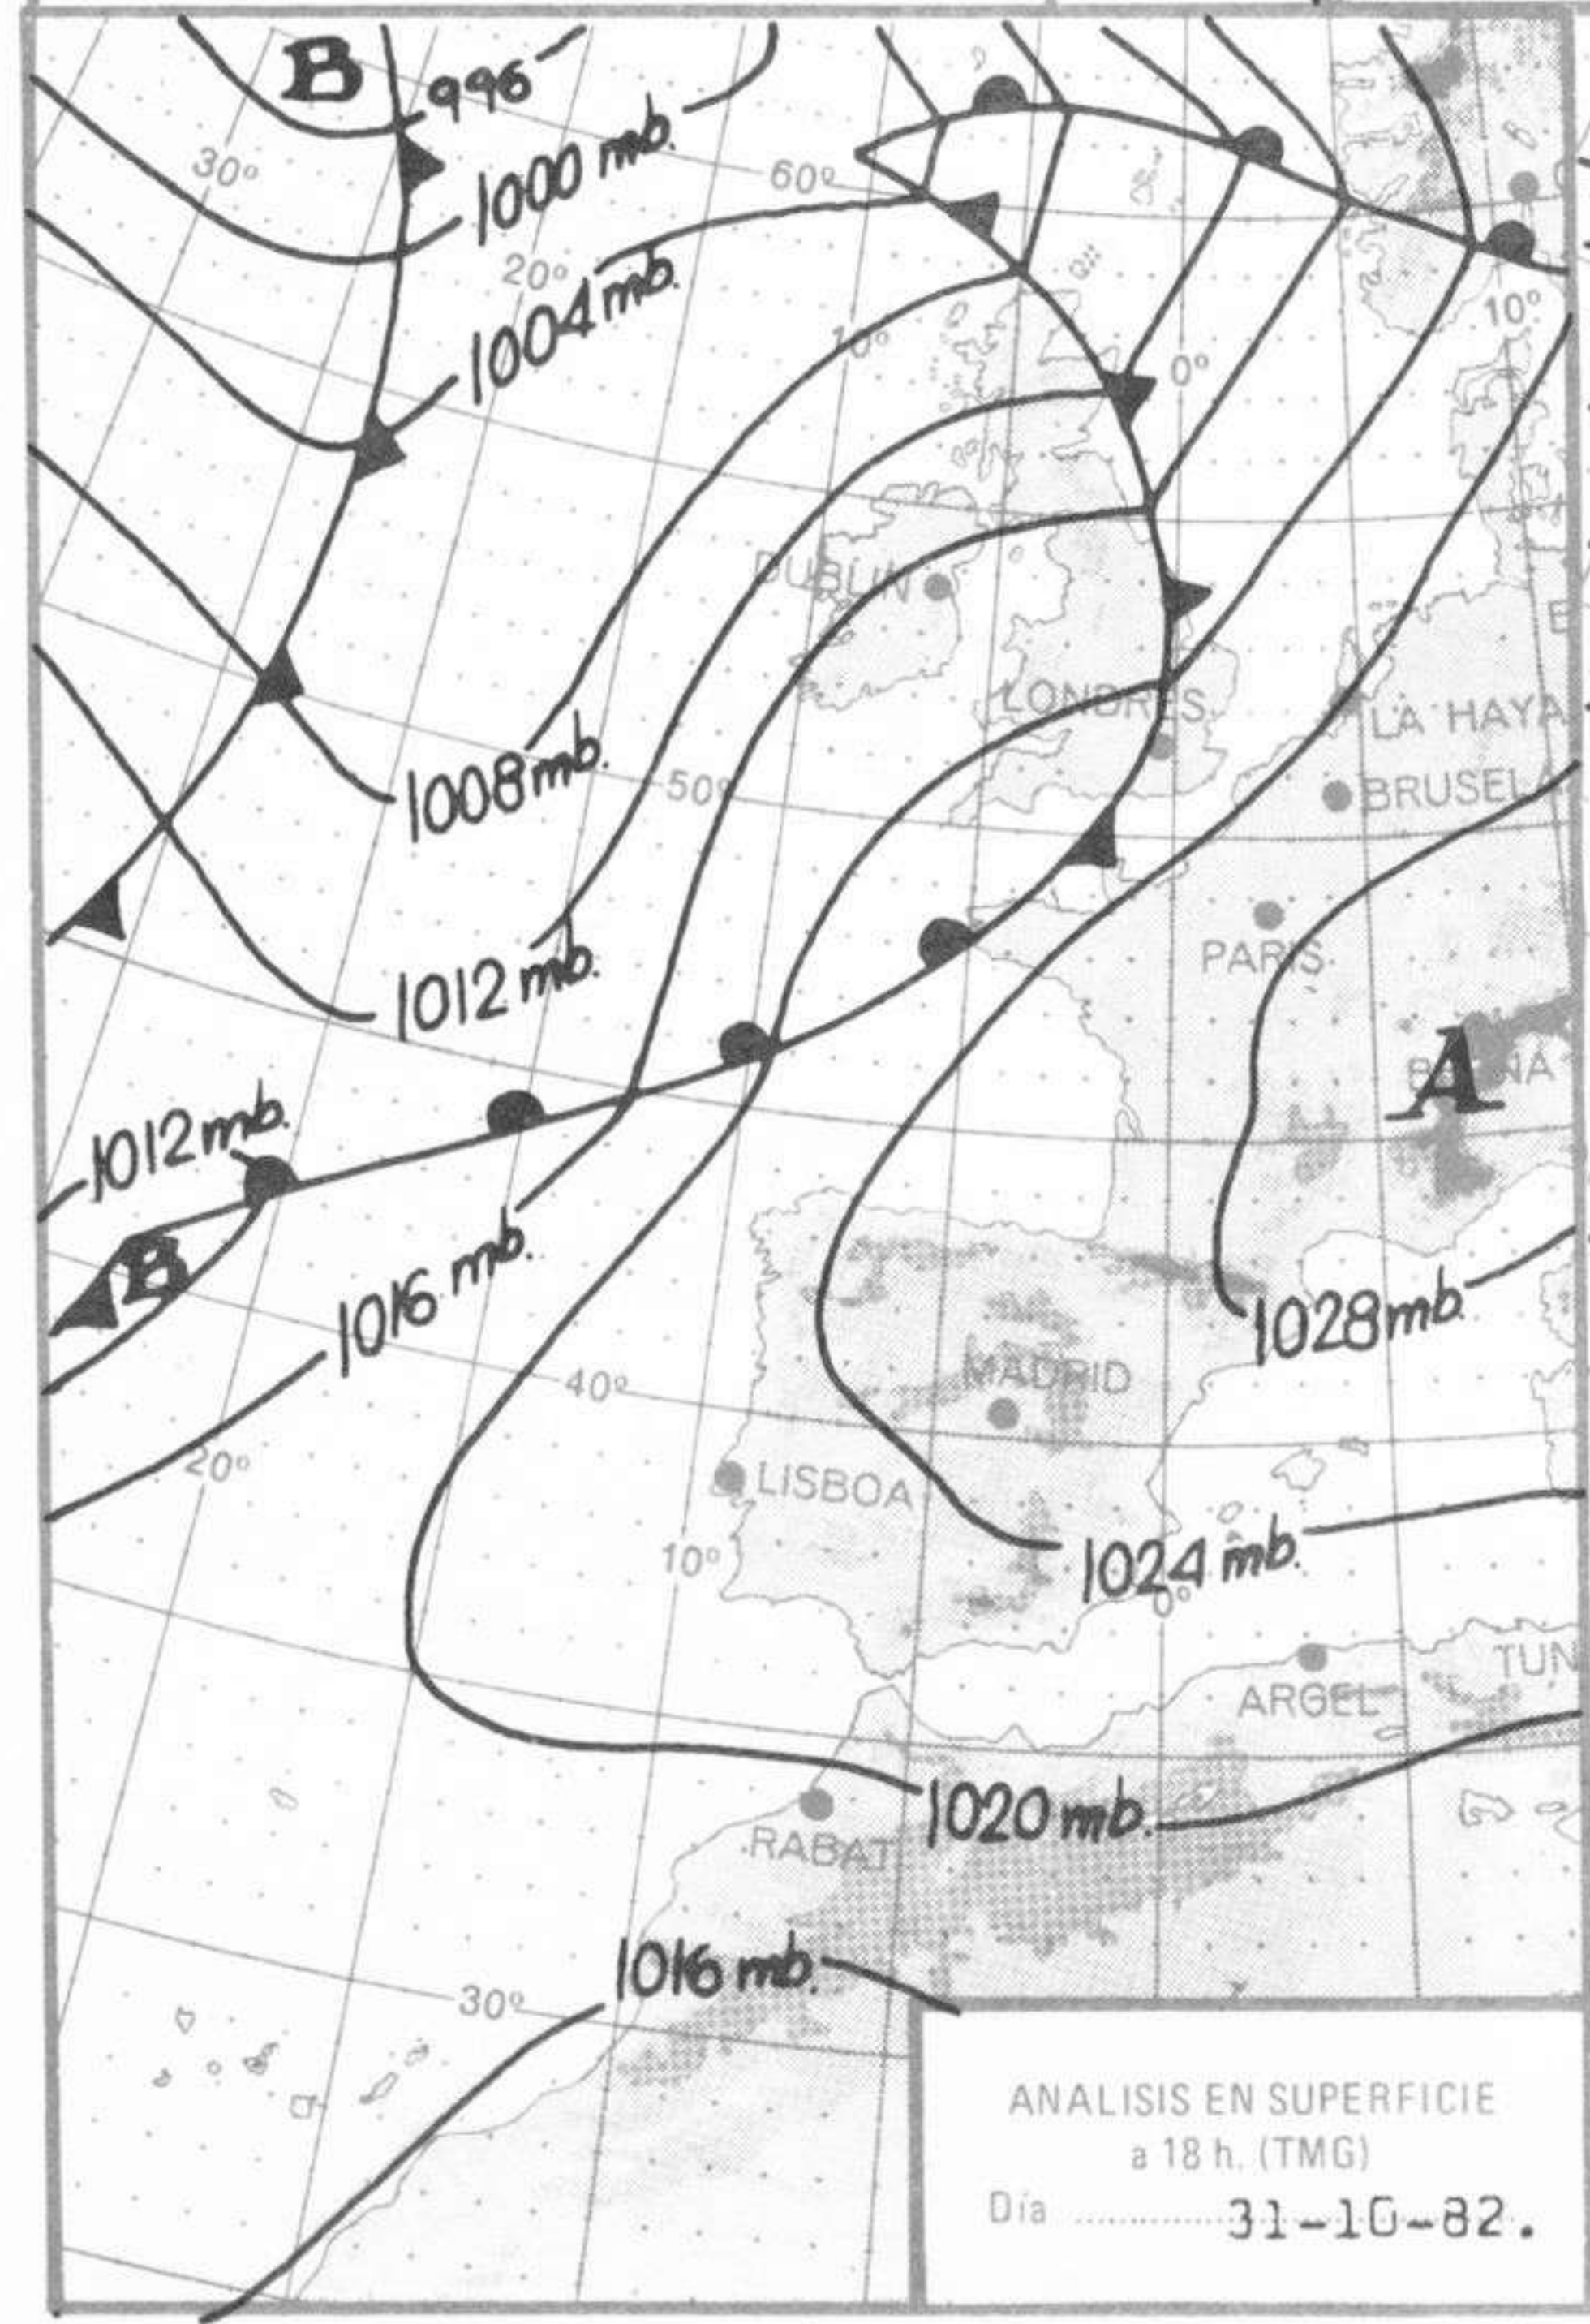 B
996
1000 mb.
30º
60º
20º
1004 mb.
10º
10º
0º
DUBLIN
LONDRES
LA HAYA
1008 mb.
50º
BRUSELA
PARIS
1012 mb.
A
1012 mb.
B
1016 mb.
1028 mb.
MADRID
40º
20º
LISBOA
10º
1024 mb.
0º
TUN
ARGEL
1020 mb.
RABAT
1016 mb.
30º
ANALISIS EN SUPERFICIE
a 18 h. (TMG)
Día 31-10-82.